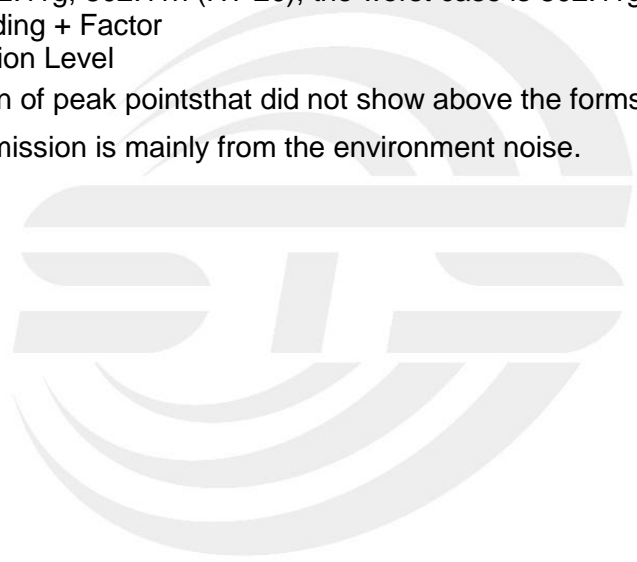 ding + Factor
ion Level
n of peak pointsthat did not show above the forms
mission is mainly from the environment noise.
STS